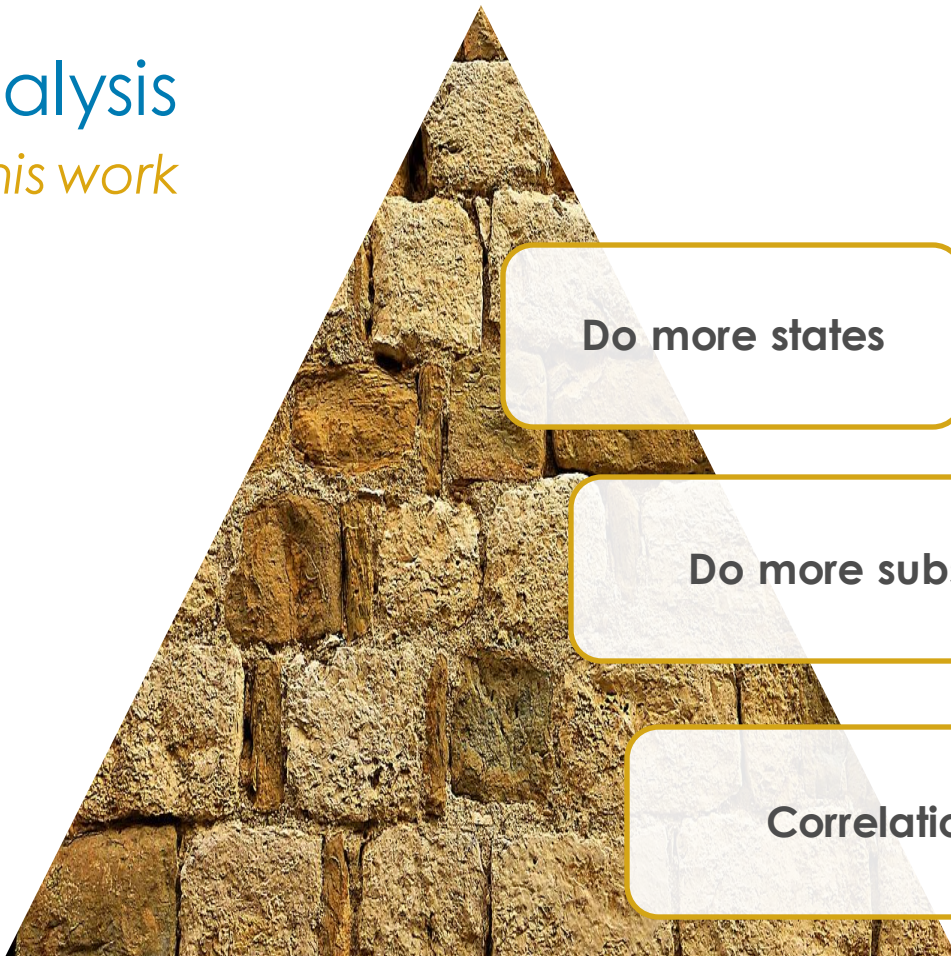 alysis
his work
Do more states
Do more sub
Correlatio